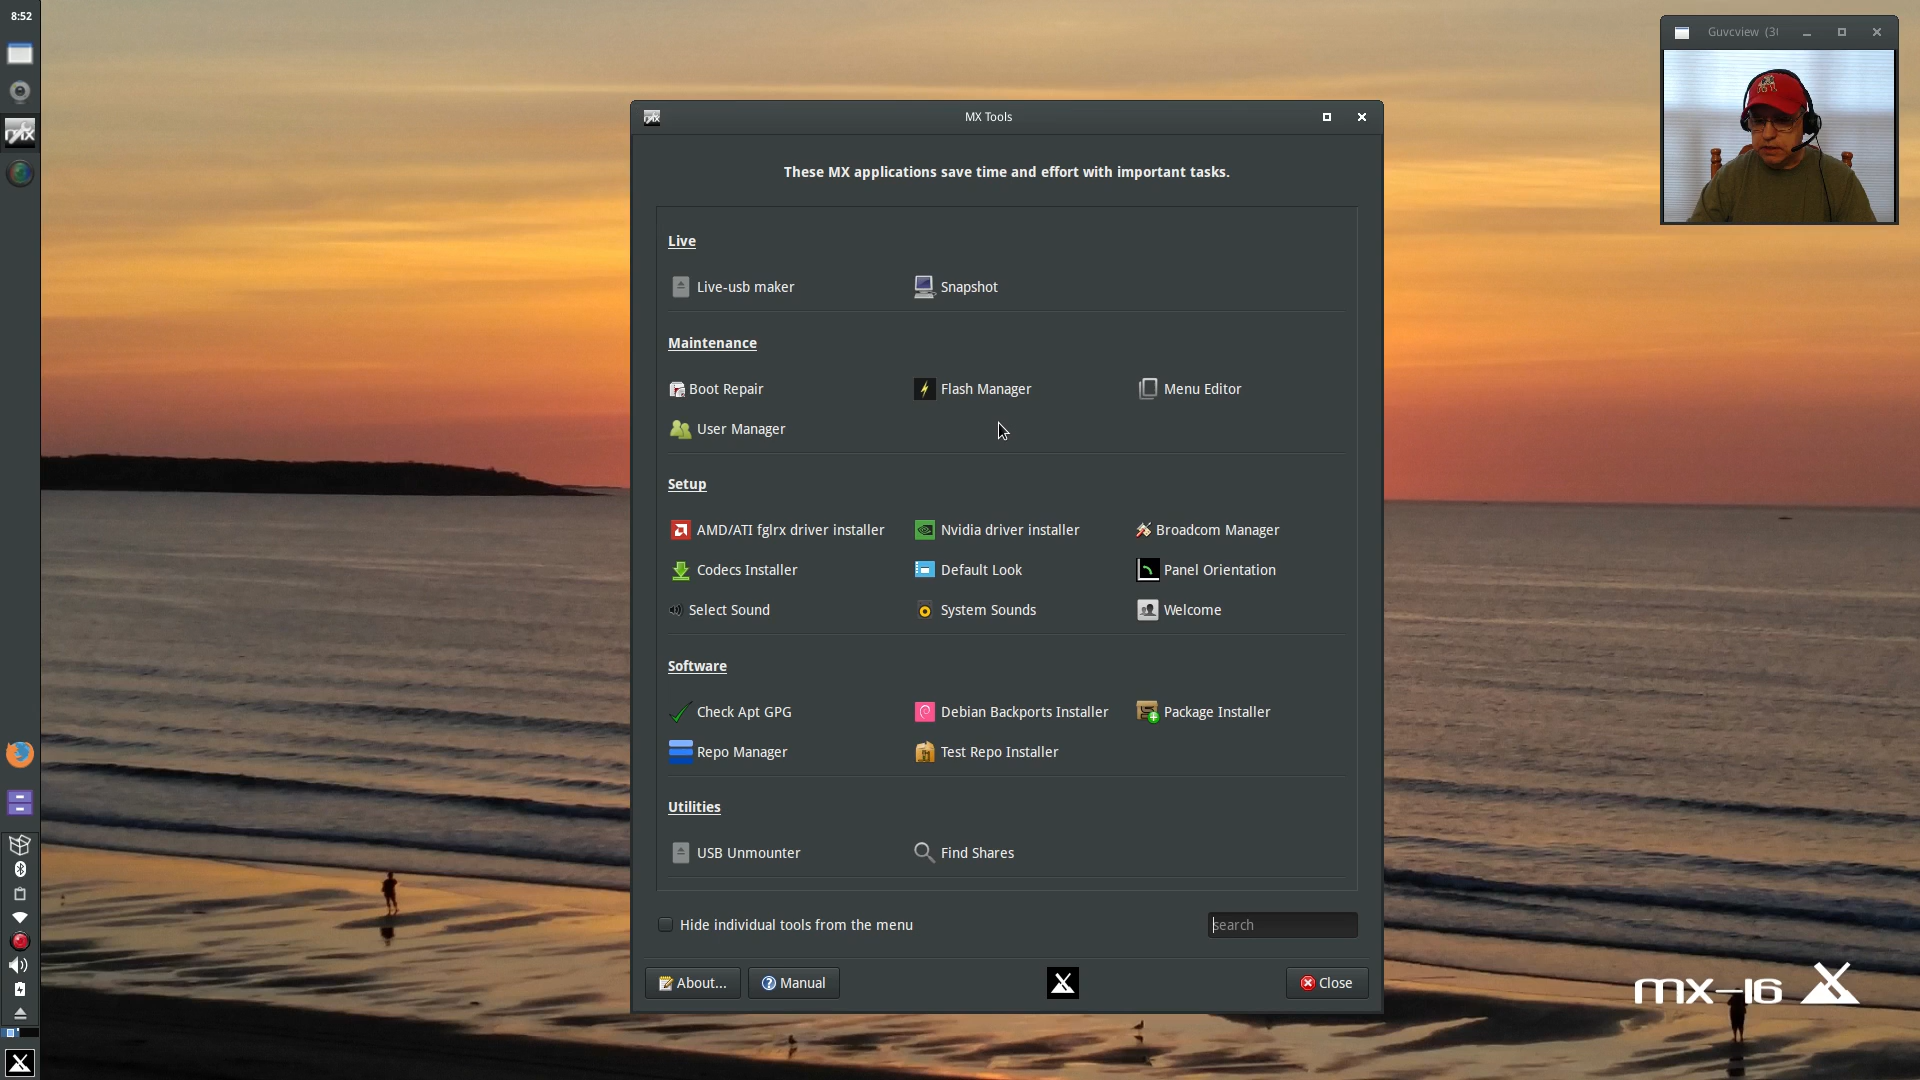 8:52
Guvcview (3
MX Tools
These MX applications save time and effort with important tasks.
Live
Live-usb maker
Snapshot
Maintenance
Boot Repair
Flash Manager
Menu Editor
User Manager
Setup
AMD/ATI fglrx driver installer
Nvidia driver installer
Broadcom Manager
Codecs Installer
Default Look
Panel Orientation
Select Sound
System Sounds
Welcome
Software
Check Apt GPG
Debian Backports Installer
Package Installer
Repo Manager
Test Repo Installer
Utilities
USB Unmounter
Find Shares
Hide individual tools from the menu
search
About...
Manual
Close
mx-16